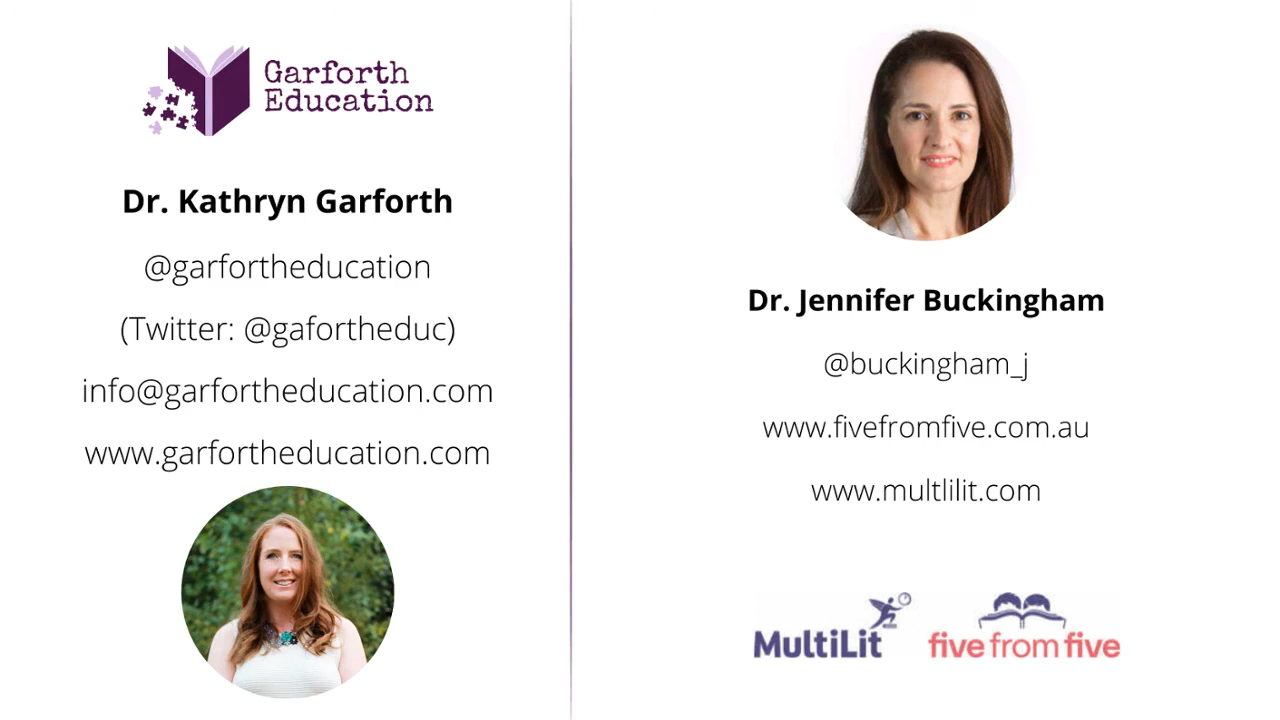 Garforth
Education
Dr. Kathryn Garforth
@garfortheducation
(Twitter: @gafortheduc)
info@garfortheducation.com
www.garfortheducation.com
Dr. Jennifer Buckingham
@buckingham_j
www.fivefromfive.com.au
www.multlilit.com
MultiLit
five from five